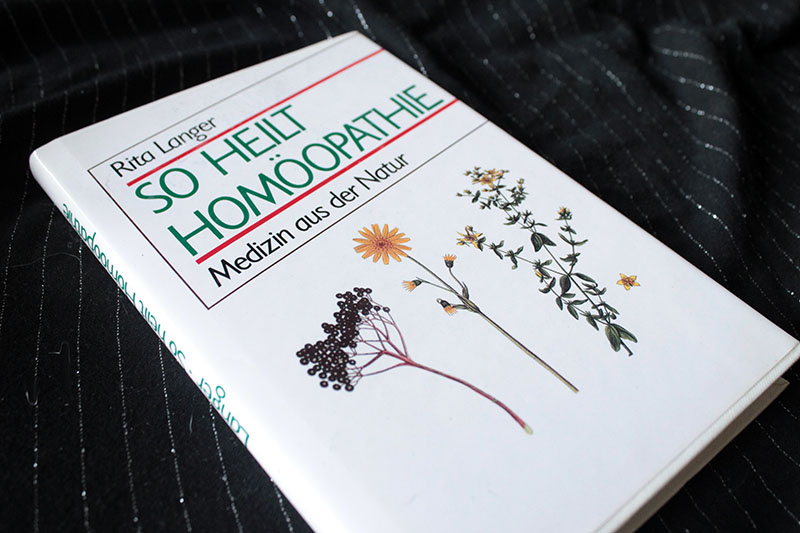 Rita Langer
SO HEILT
HOMÖOPATHIE
Medizin aus der Natur
Langer · So heilt Homöopathie